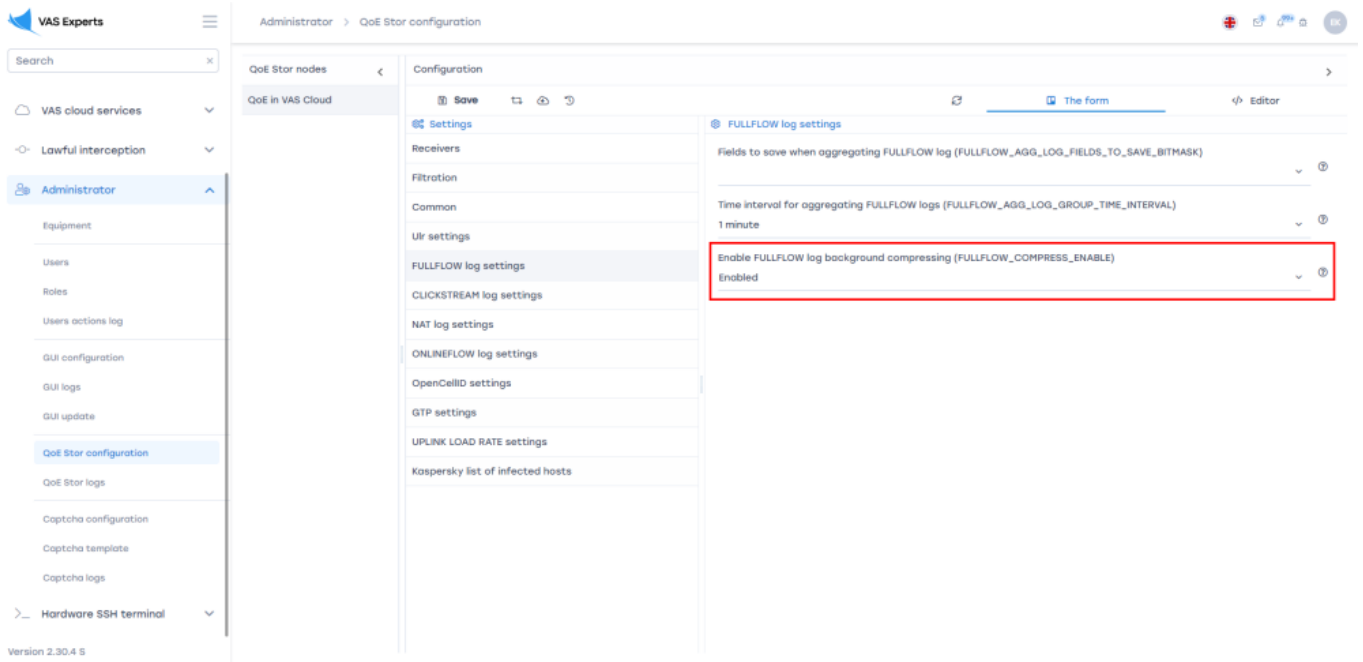 VAS Experts
Administrator > QoE Stor configuration
EK
Search
QoE Stor nodes
Configuration
VAS cloud services
QoE in VAS Cloud
Save
The form
</> Editor
Settings
FULLFLOW log settings
Lawful interception
Receivers
Fields to save when aggregating FULLFLOW log (FULLFLOW_AGG_LOG_FIELDS_TO_SAVE_BITMASK)
Filtration
Administrator
Common
Time interval for aggregating FULLFLOW logs (FULLFLOW_AGG_LOG_GROUP_TIME_INTERVAL)
1 minute
Equipment
Ulr settings
Users
FULLFLOW log settings
Enable FULLFLOW log background compressing (FULLFLOW_COMPRESS_ENABLE)
Enabled
Roles
CLICKSTREAM log settings
Users actions log
NAT log settings
GUI configuration
ONLINEFLOW log settings
GUI logs
OpenCellID settings
GUI update
GTP settings
QoE Stor configuration
UPLINK LOAD RATE settings
QoE Stor logs
Kaspersky list of infected hosts
Captcha configuration
Captcha template
Captcha logs
Hardware SSH terminal
Version 2.30.4 S